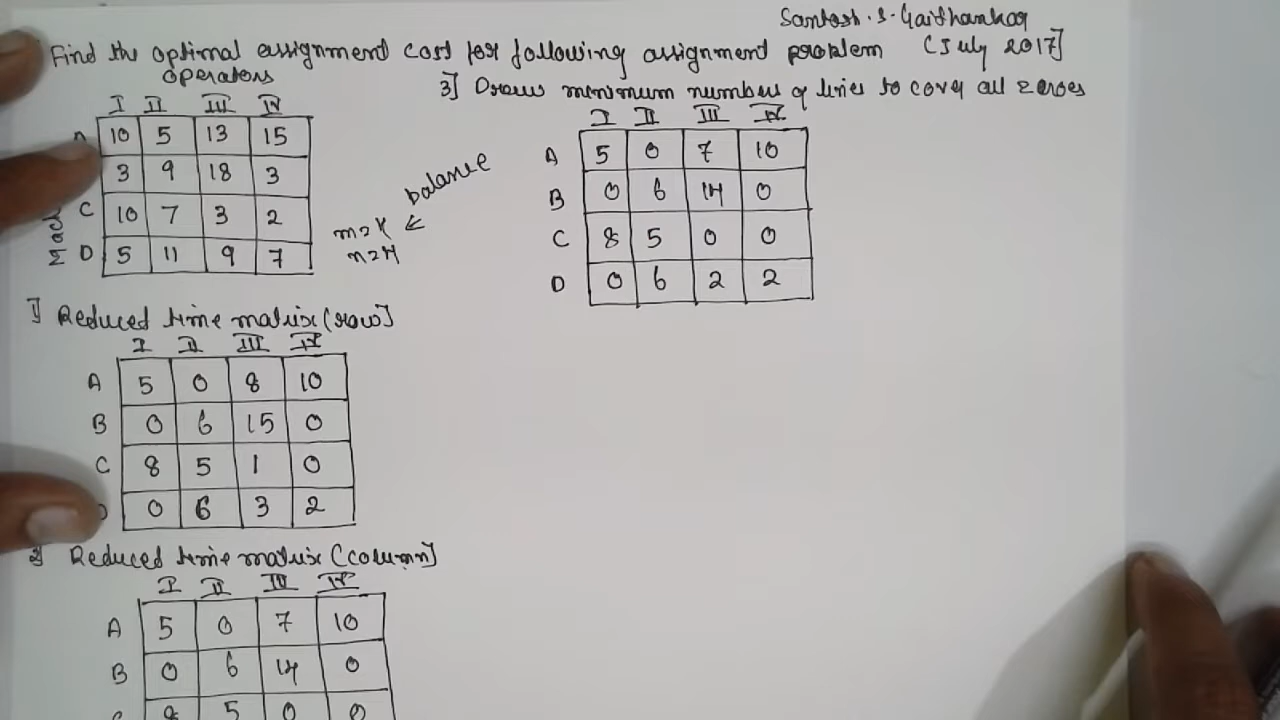 Santosh.S.Gaithankar
Find the optimal assignment cost for following assignment problem (July 2017]
operators
I II III IV
10 5 13 15
3 9 18 3
C 10 7 3 2
D 5 11 9 7
balance
n=4
1] Reduced time matrix (row]
I II III IV
A 5 0 8 10
B 0 6 15 0
C 8 5 1 0
0 6 3 2
2] Reduced time matrix (column]
I II III IV
A 5 0 7 10
B 0 6 14 0
8 5 0 0
3] Draw minimum number of lines to cover all zeroes
I II III IV
A 5 0 7 10
B 0 6 14 0
C 8 5 0 0
D 0 6 2 2